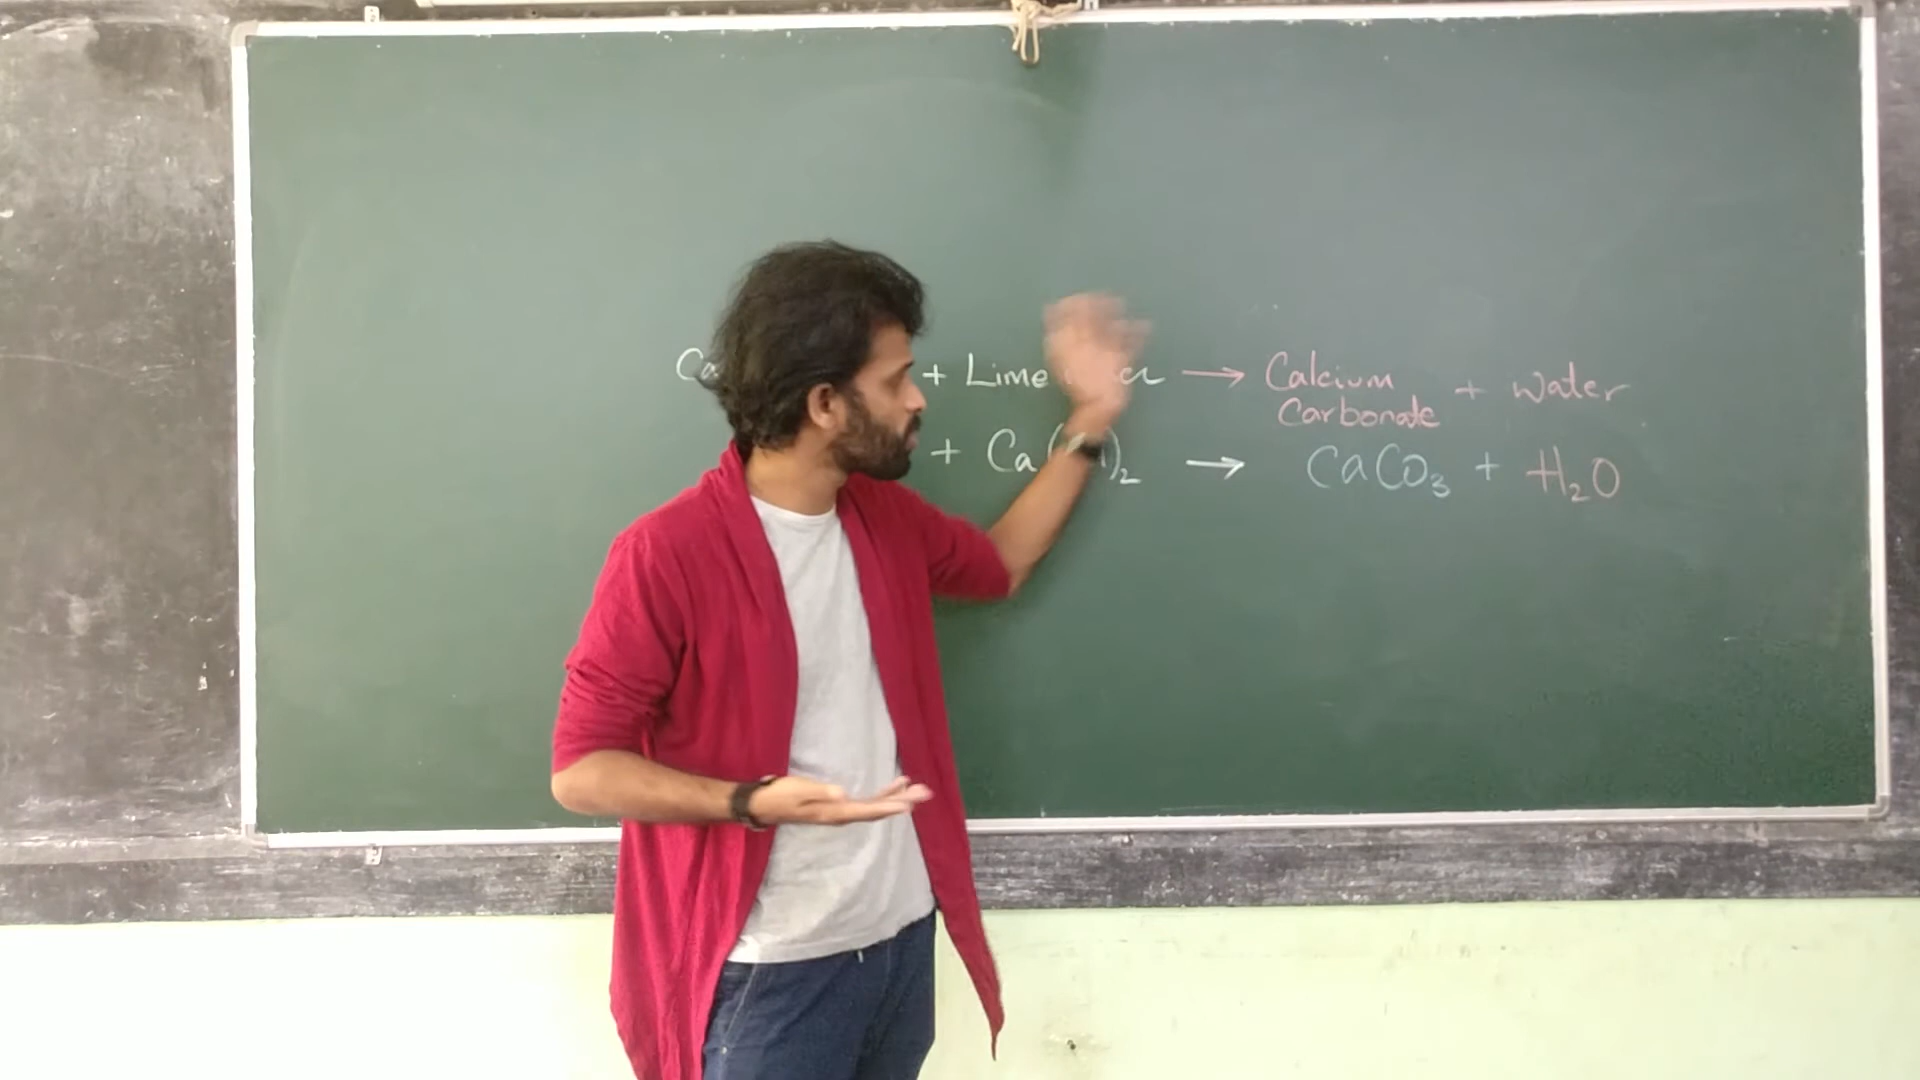 + Lime → Calcium Carbonate + Water
+ Ca( )₂ → CaCO₃ + H₂O